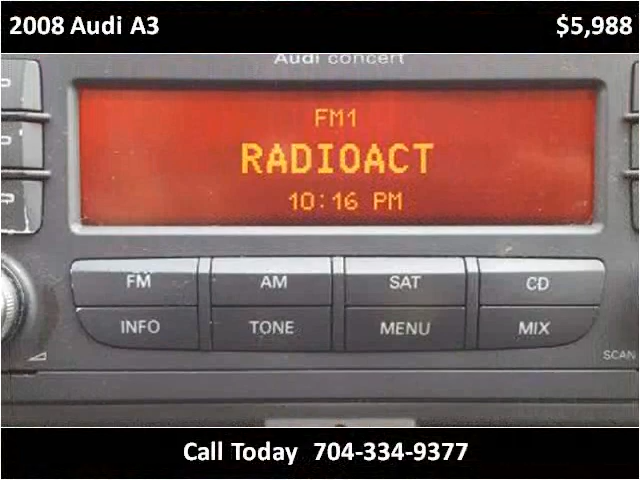 2008 Audi A3 $5,988
Audi concert
FM1
RADIOACT
10:16 PM
FM AM SAT CD
INFO TONE MENU MIX
SCAN
Call Today 704-334-9377